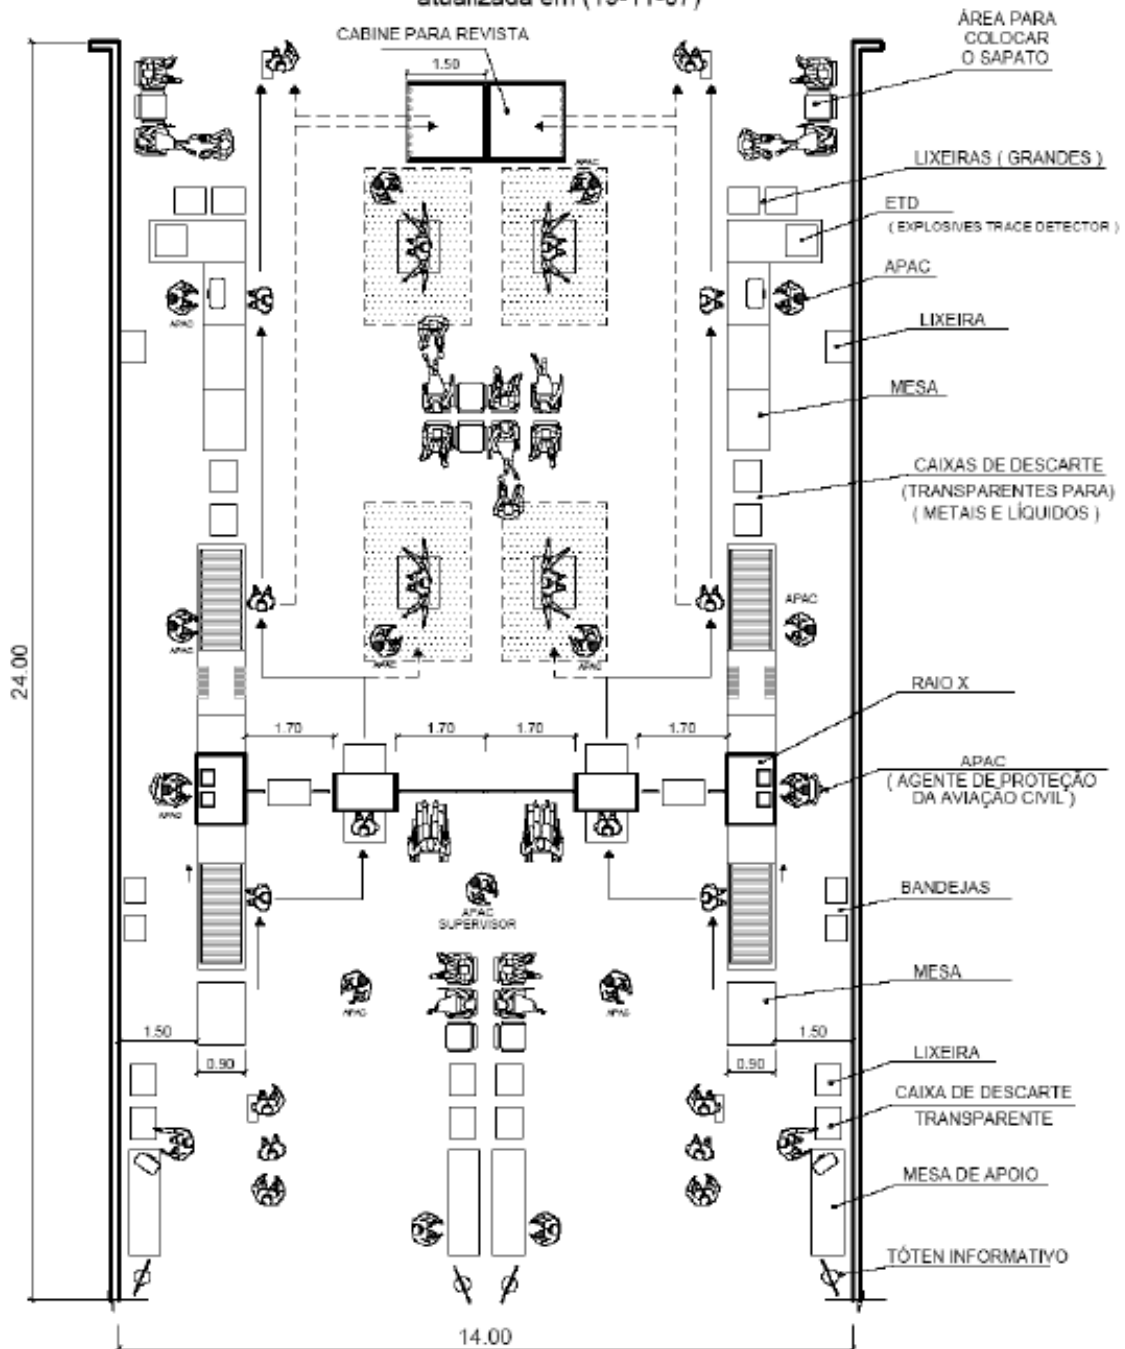 atualizada em (
CABINE PARA REVISTA
1.50
ÁREA PARA
COLOCAR
O SAPATO
APAC
LIXEIRAS ( GRANDES )
ETD
( EXPLOSIVES TRACE DETECTOR )
APAC
APAC
LIXEIRA
MESA
CAIXAS DE DESCARTE
(TRANSPARENTES PARA)
( METAIS E LÍQUIDOS )
APAC
APAC
APAC
APAC
24.00
RAIO X
1.70
1.70
1.70
1.70
APAC
( AGENTE DE PROTEÇÃO
DA AVIAÇÃO CIVIL )
APAC
BANDEJAS
APAC
SUPERVISOR
MESA
APAC
APAC
1.50
1.50
0.90
0.90
LIXEIRA
CAIXA DE DESCARTE
TRANSPARENTE
MESA DE APOIO
TÓTEN INFORMATIVO
14.00